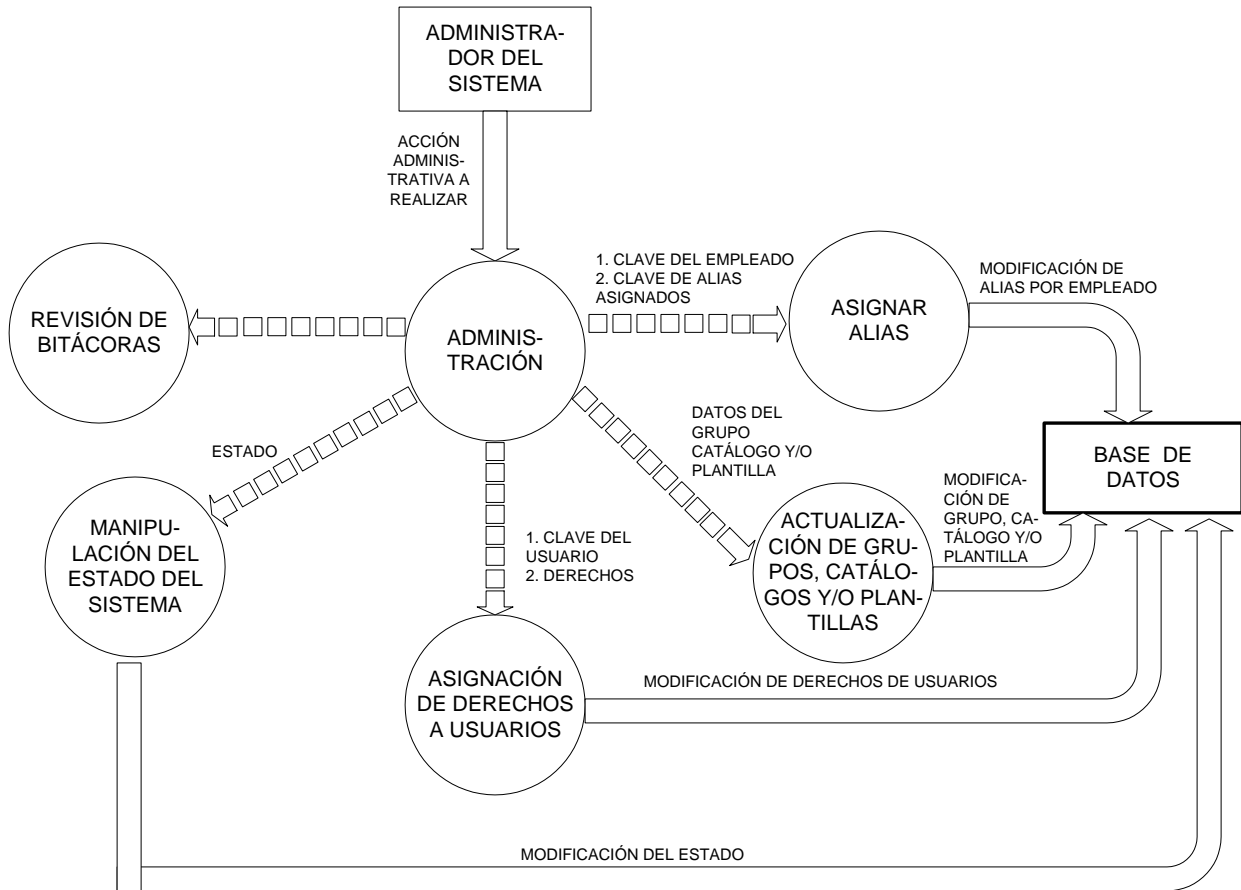 ADMINISTRA-
DOR DEL
SISTEMA
ACCIÓN
ADMINIS-
TRATIVA A
REALIZAR
REVISIÓN DE
BITÁCORAS
ADMINIS-
TRACIÓN
1. CLAVE DEL EMPLEADO
2. CLAVE DE ALIAS
ASIGNADOS
ASIGNAR
ALIAS
MODIFICACIÓN DE
ALIAS POR EMPLEADO
ESTADO
DATOS DEL
GRUPO
CATÁLOGO Y/O
PLANTILLA
BASE DE
DATOS
MANIPU-
LACIÓN DEL
ESTADO DEL
SISTEMA
1. CLAVE DEL
USUARIO
2. DERECHOS
ACTUALIZA-
CIÓN DE GRU-
POS, CATÁLO-
GOS Y/O PLAN-
TILLAS
MODIFICA-
CIÓN DE
GRUPO, CA-
TÁLOGO Y/O
PLANTILLA
ASIGNACIÓN
DE DERECHOS
A USUARIOS
MODIFICACIÓN DE DERECHOS DE USUARIOS
MODIFICACIÓN DEL ESTADO